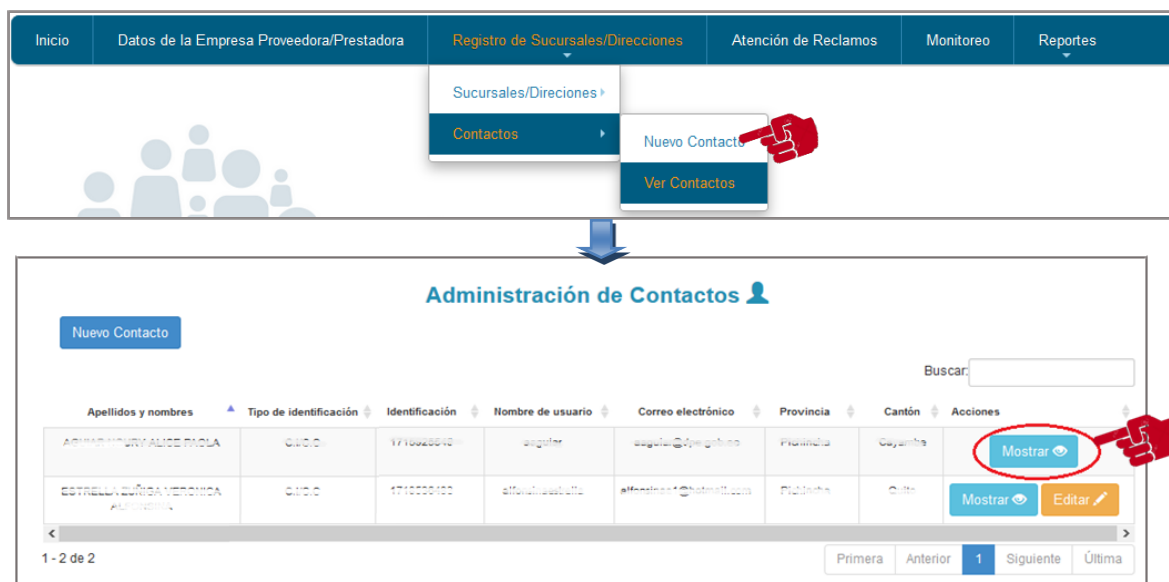 Inicio Datos de la Empresa Proveedora/Prestadora Registro de Sucursales/Direcciones Atención de Reclamos Monitoreo Reportes
Sucursales/Direciones
Contactos
Nuevo Contacto
Ver Contactos
Administración de Contactos
Nuevo Contacto
Buscar:
Apellidos y nombres Tipo de identificación Identificación Nombre de usuario Correo electrónico Provincia Cantón Acciones
Mostrar
Mostrar Editar
1 - 2 de 2 Primera Anterior 1 Siguiente Última